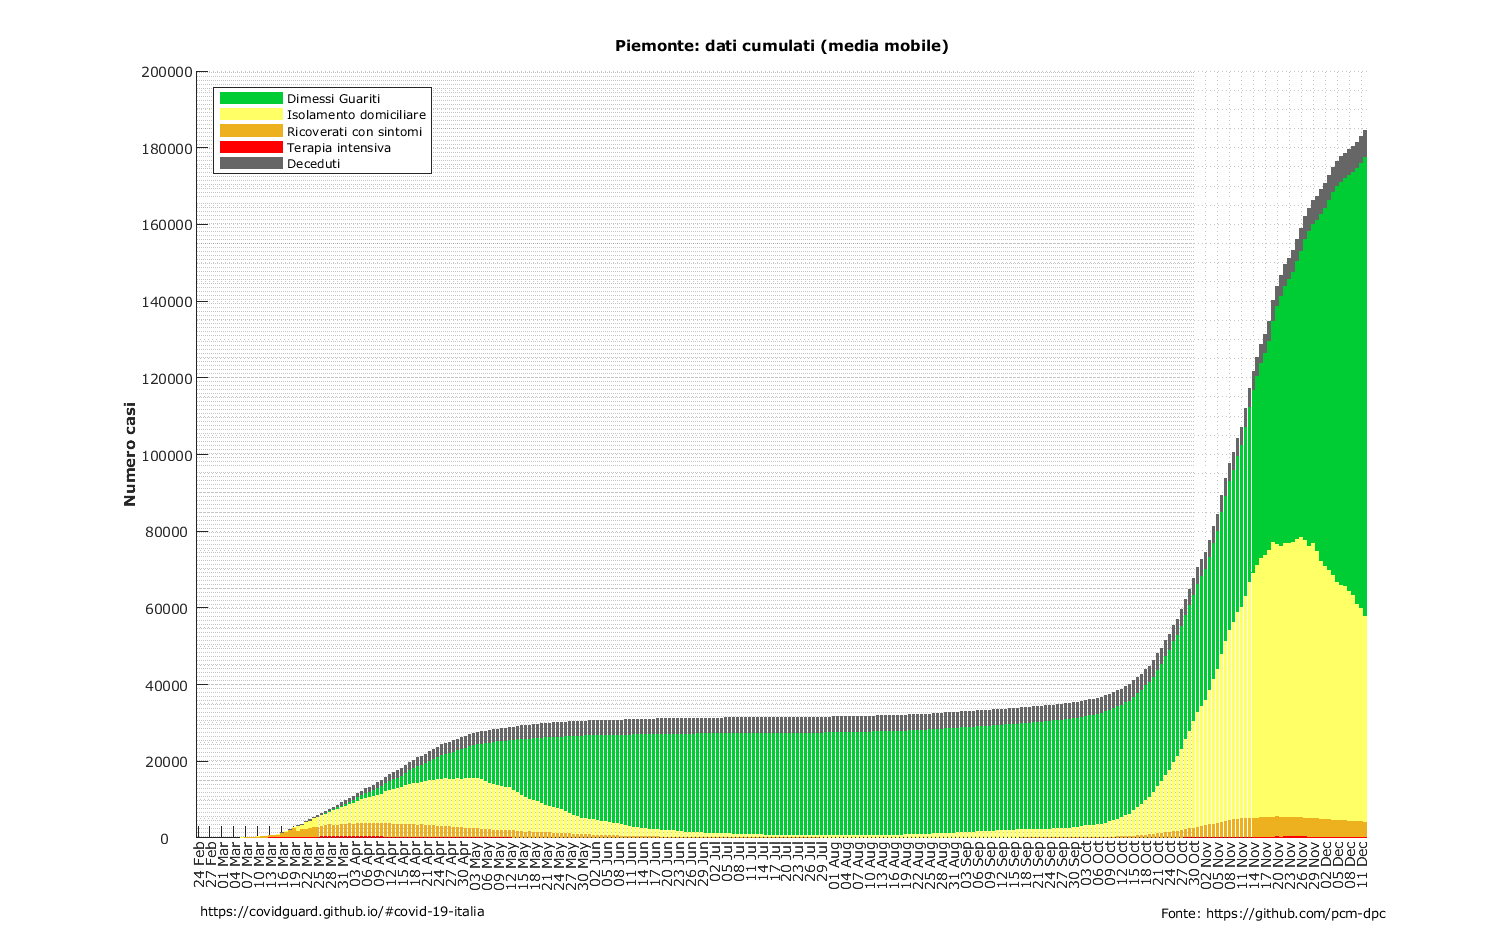 Piemonte: dati cumulati (media mobile)
200000
180000
160000
140000
120000
100000
80000
60000
40000
20000
0
Numero casi
Dimessi Guariti
Isolamento domiciliare
Ricoverati con sintomi
Terapia intensiva
Deceduti
24 Feb
27 Feb
01 Mar
04 Mar
07 Mar
10 Mar
13 Mar
16 Mar
19 Mar
22 Mar
25 Mar
28 Mar
31 Mar
03 Apr
06 Apr
09 Apr
12 Apr
15 Apr
18 Apr
21 Apr
24 Apr
27 Apr
30 Apr
03 May
06 May
09 May
12 May
15 May
18 May
21 May
24 May
27 May
30 May
02 Jun
05 Jun
08 Jun
11 Jun
14 Jun
17 Jun
20 Jun
23 Jun
26 Jun
29 Jun
02 Jul
05 Jul
08 Jul
11 Jul
14 Jul
17 Jul
20 Jul
23 Jul
26 Jul
29 Jul
01 Aug
04 Aug
07 Aug
10 Aug
13 Aug
16 Aug
19 Aug
22 Aug
25 Aug
28 Aug
31 Aug
03 Sep
06 Sep
09 Sep
12 Sep
15 Sep
18 Sep
21 Sep
24 Sep
27 Sep
30 Sep
03 Oct
06 Oct
09 Oct
12 Oct
15 Oct
18 Oct
21 Oct
24 Oct
27 Oct
30 Oct
02 Nov
05 Nov
08 Nov
11 Nov
14 Nov
17 Nov
20 Nov
23 Nov
26 Nov
29 Nov
02 Dec
05 Dec
08 Dec
11 Dec
https://covidguard.github.io/#covid-19-italia
Fonte: https://github.com/pcm-dpc